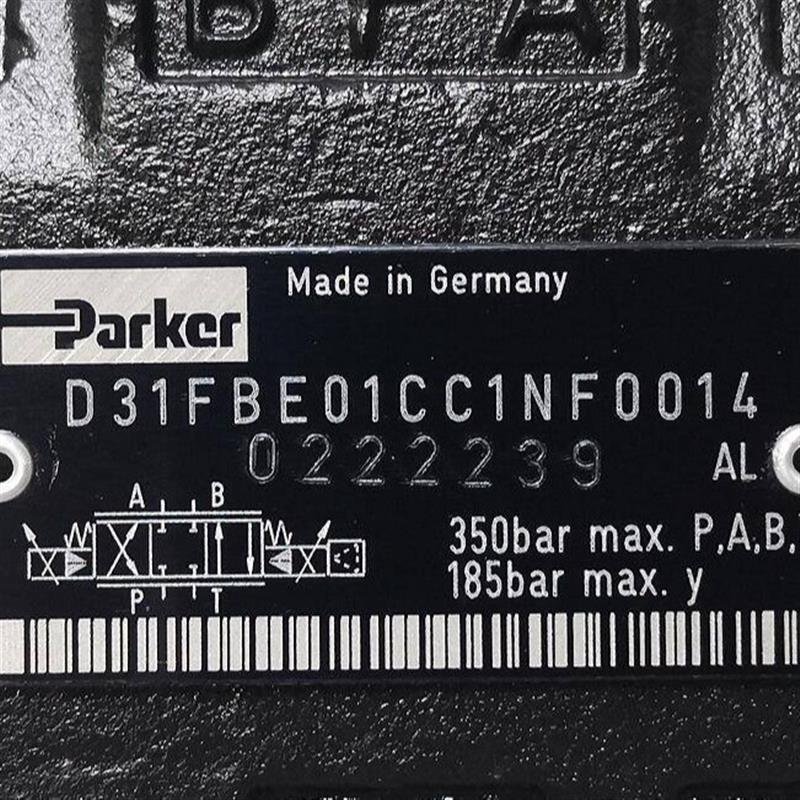 B P A
Made in Germany
Parker
D31FBE01CC1NF0014
0222239 AL
A B
350bar max. P,A,B,
P T
185bar max. y